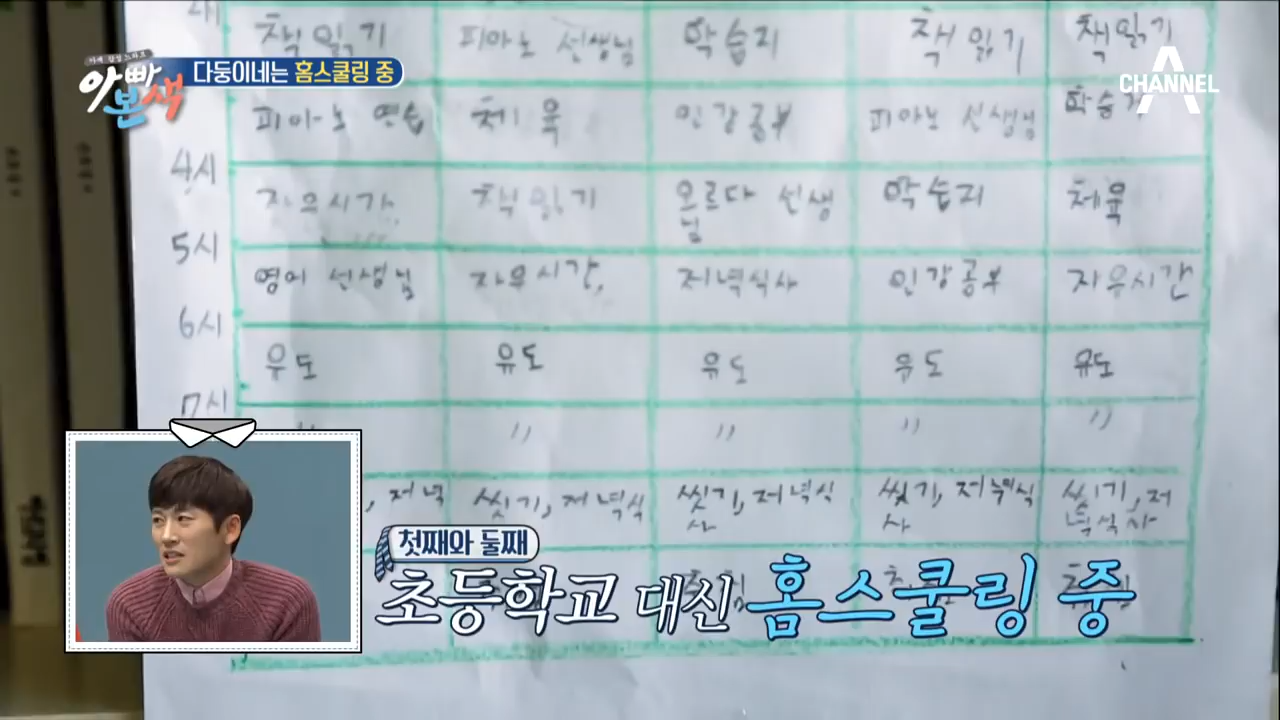 아빠본색
다둥이네는 홈스쿨링 중
CHANNEL A
책읽기 피아노 선생님 학습지 책 읽기 책읽기
피아노 연습 체육 인강공부 피아노 선생님 학습지
4시
자유시간 책읽기 오르다 선생님 학습지 체육
5시
영어 선생님 자유시간, 저녁식사 인강공부 자유시간
6시
유도 유도 유도 유도 유도
7시
〃 〃 〃 〃
, 저녁 씻기, 저녁식 씻기, 저녁식사 씻기, 저녁식사 씻기, 저녁식사
첫째와 둘째
초등학교 대신 홈스쿨링 중